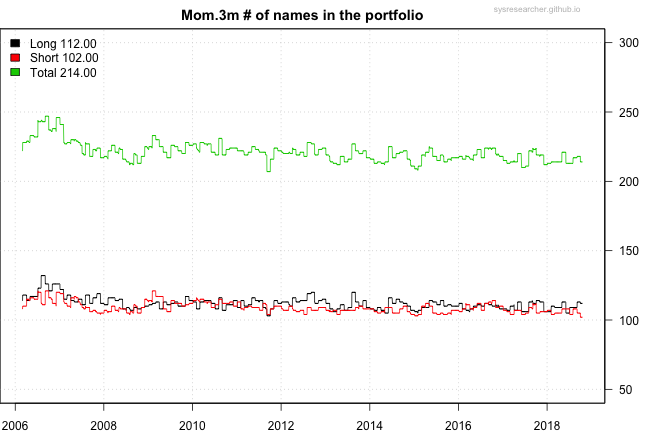 Mom.3m # of names in the portfolio
sysresearcher.github.io
Long 112.00
Short 102.00
Total 214.00
300
250
200
150
100
50
2006 2008 2010 2012 2014 2016 2018